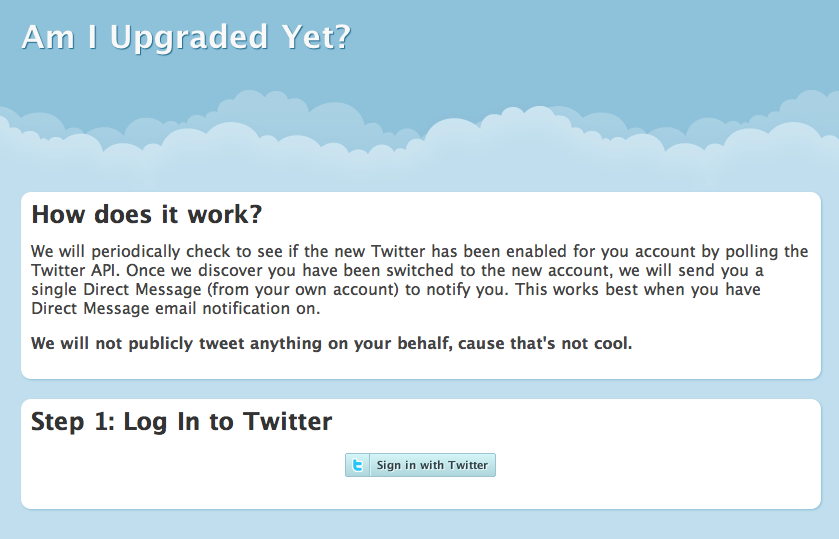 Am I Upgraded Yet?
How does it work?
We will periodically check to see if the new Twitter has been enabled for you account by polling the
Twitter API. Once we discover you have been switched to the new account, we will send you a
single Direct Message (from your own account) to notify you. This works best when you have
Direct Message email notification on.
We will not publicly tweet anything on your behalf, cause that's not cool.
Step 1: Log In to Twitter
Sign in with Twitter